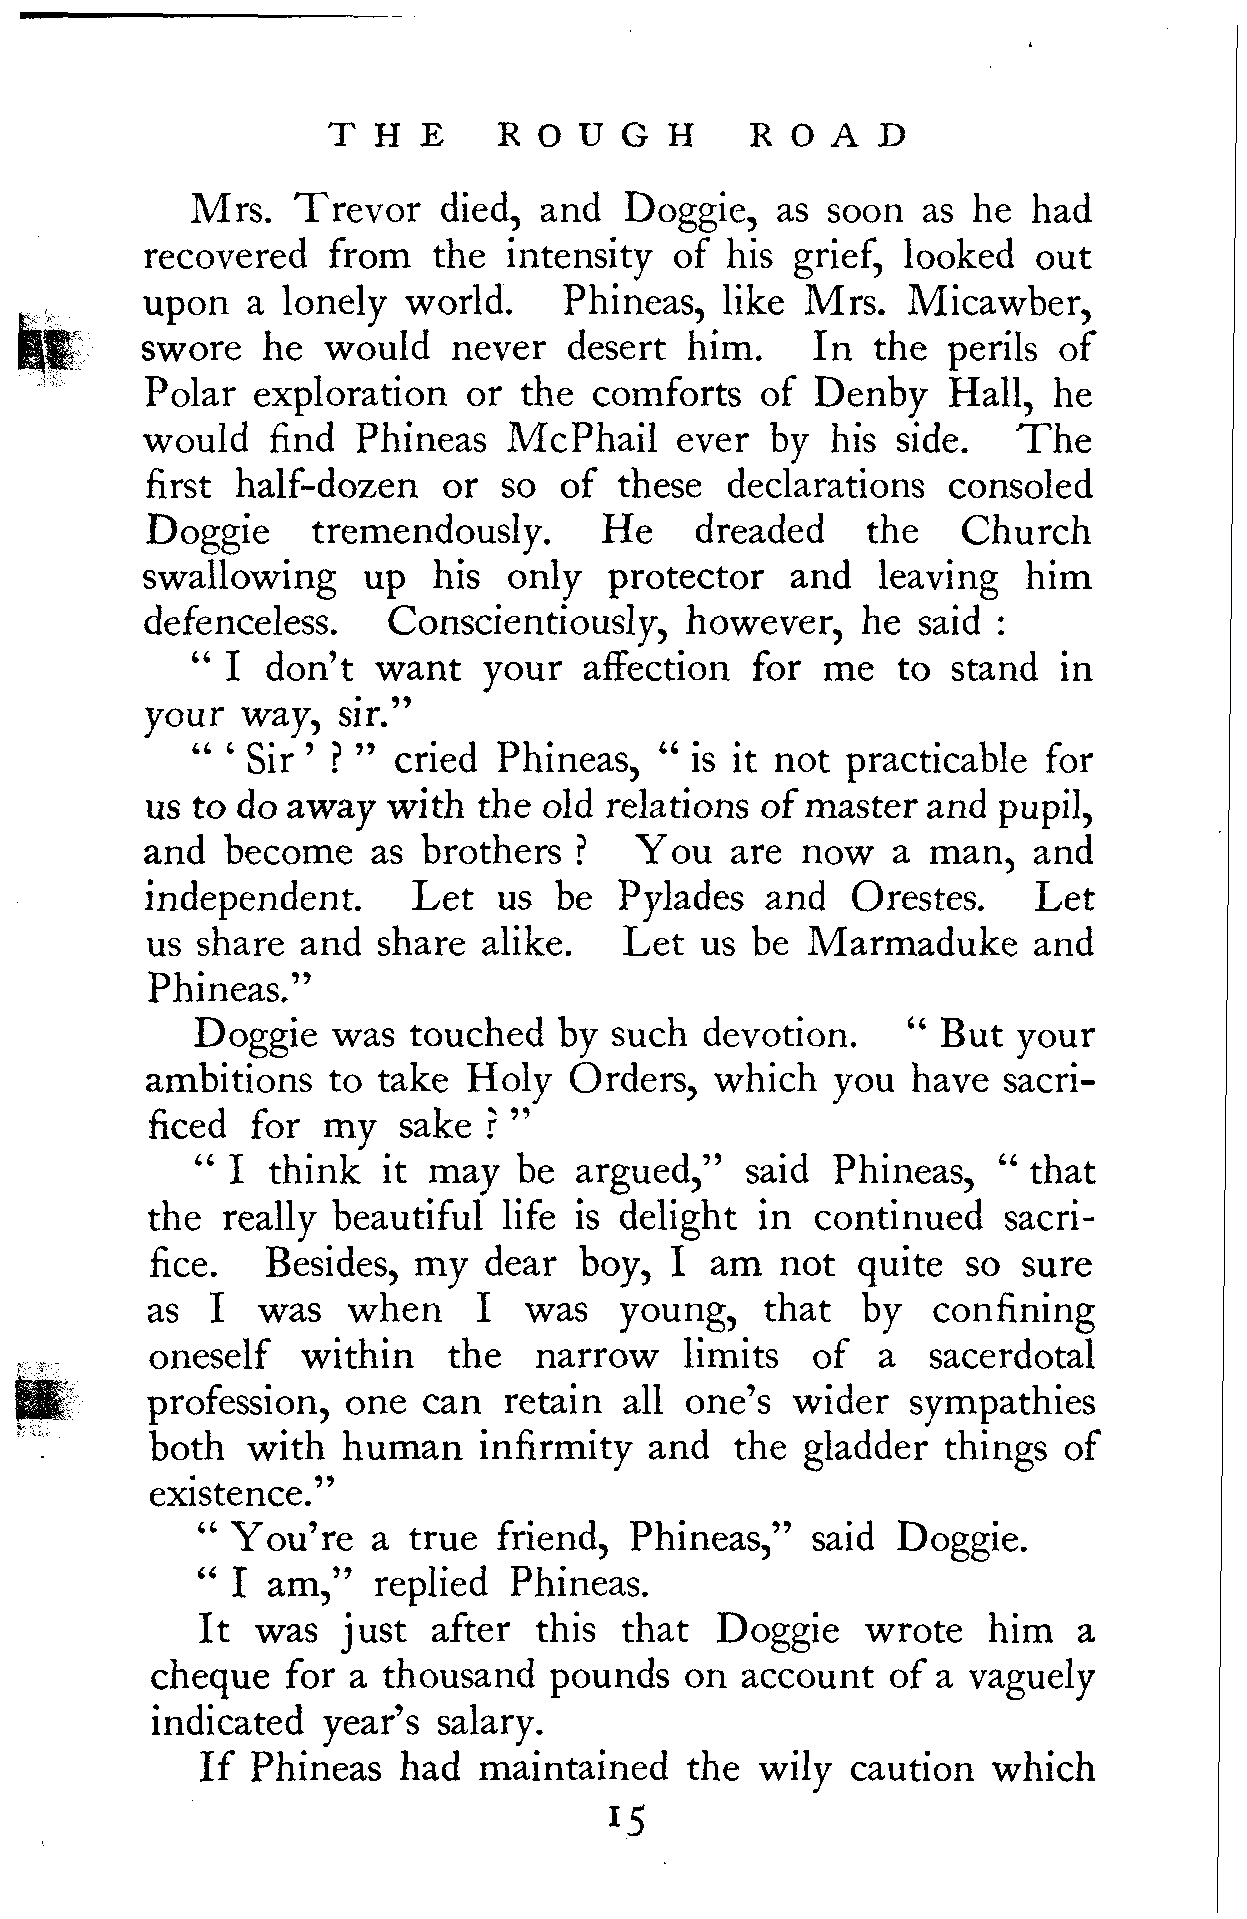 THE ROUGH ROAD
Mrs. Trevor died, and Doggie, as soon as he had
recovered from the intensity of his grief, looked out
upon a lonely world. Phineas, like Mrs. Micawber,
swore he would never desert him. In the perils of
Polar exploration or the comforts of Denby Hall, he
would find Phineas McPhail ever by his side. The
first half-dozen or so of these declarations consoled
Doggie tremendously. He dreaded the Church
swallowing up his only protector and leaving him
defenceless. Conscientiously, however, he said :
“ I don’t want your affection for me to stand in
your way, sir.”
“ ‘ Sir ’ ? ” cried Phineas, “ is it not practicable for
us to do away with the old relations of master and pupil,
and become as brothers ? You are now a man, and
independent. Let us be Pylades and Orestes. Let
us share and share alike. Let us be Marmaduke and
Phineas.”
Doggie was touched by such devotion. “ But your
ambitions to take Holy Orders, which you have sacri-
ficed for my sake ? ”
“ I think it may be argued,” said Phineas, “ that
the really beautiful life is delight in continued sacri-
fice. Besides, my dear boy, I am not quite so sure
as I was when I was young, that by confining
oneself within the narrow limits of a sacerdotal
profession, one can retain all one’s wider sympathies
both with human infirmity and the gladder things of
existence.”
“ You’re a true friend, Phineas,” said Doggie.
“ I am,” replied Phineas.
It was just after this that Doggie wrote him a
cheque for a thousand pounds on account of a vaguely
indicated year’s salary.
If Phineas had maintained the wily caution which
15